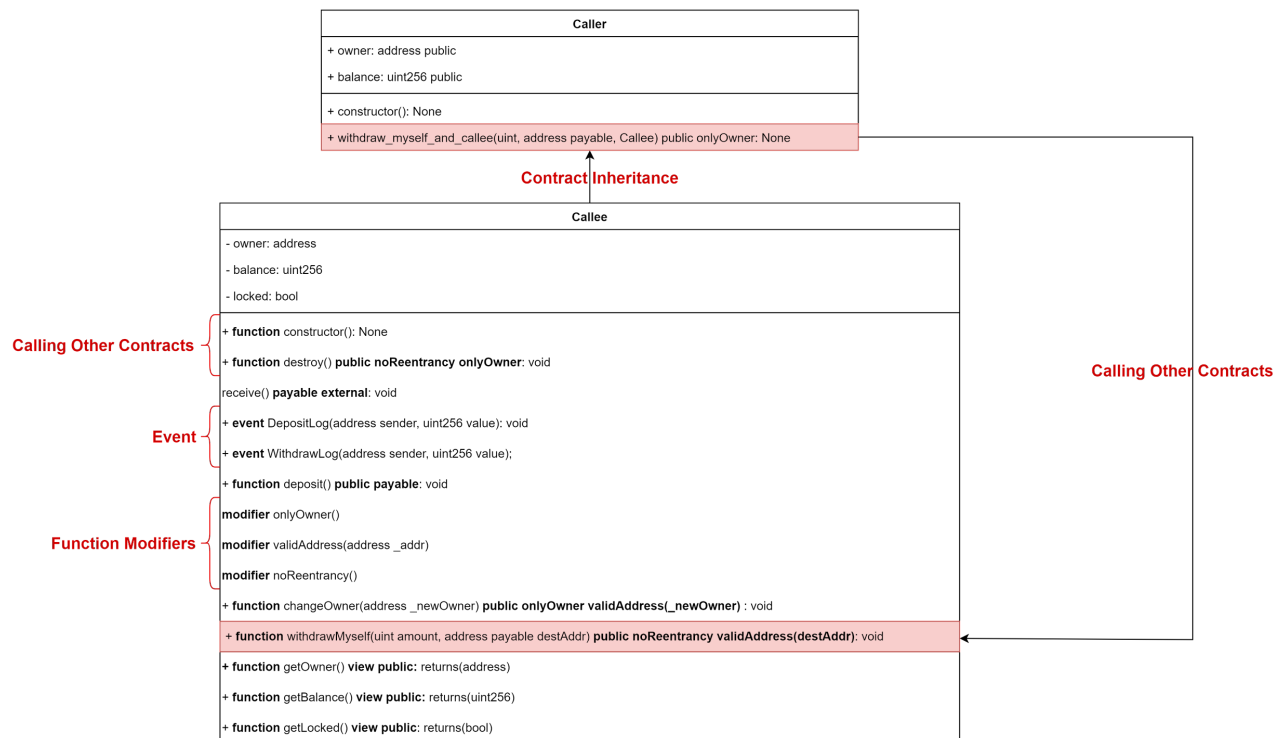 Caller
+ owner: address public
+ balance: uint256 public
+ constructor(): None
+ withdraw_myself_and_callee(uint, address payable, Callee) public onlyOwner: None
Contract Inheritance
Callee
- owner: address
- balance: uint256
- locked: bool
+ function constructor(): None
Calling Other Contracts
+ function destroy() public noReentrancy onlyOwner: void
Calling Other Contracts
receive() payable external: void
+ event DepositLog(address sender, uint256 value): void
Event
+ event WithdrawLog(address sender, uint256 value);
+ function deposit() public payable: void
modifier onlyOwner()
Function Modifiers
modifier validAddress(address _addr)
modifier noReentrancy()
+ function changeOwner(address _newOwner) public onlyOwner validAddress(_newOwner) : void
+ function withdrawMyself(uint amount, address payable destAddr) public noReentrancy validAddress(destAddr): void
+ function getOwner() view public: returns(address)
+ function getBalance() view public: returns(uint256)
+ function getLocked() view public: returns(bool)